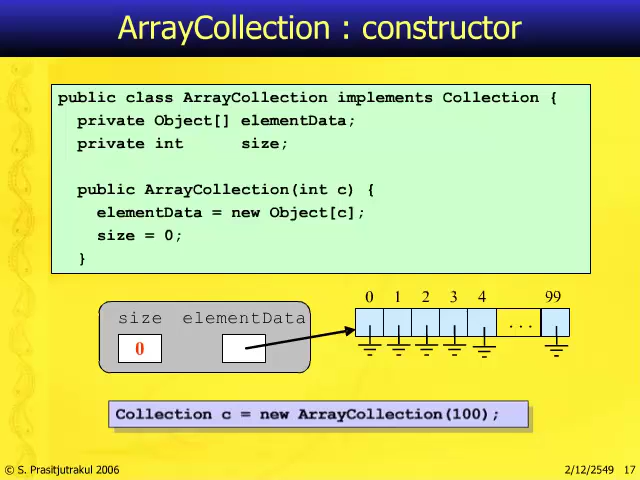 ArrayCollection : constructor
public class ArrayCollection implements Collection {
private Object[] elementData;
private int size;
public ArrayCollection(int c) {
elementData = new Object[c];
size = 0;
}
0 1 2 3 4 99
size elementData
0
...
Collection c = new ArrayCollection(100);
© S. Prasitjutrakul 2006 2/12/2549 17